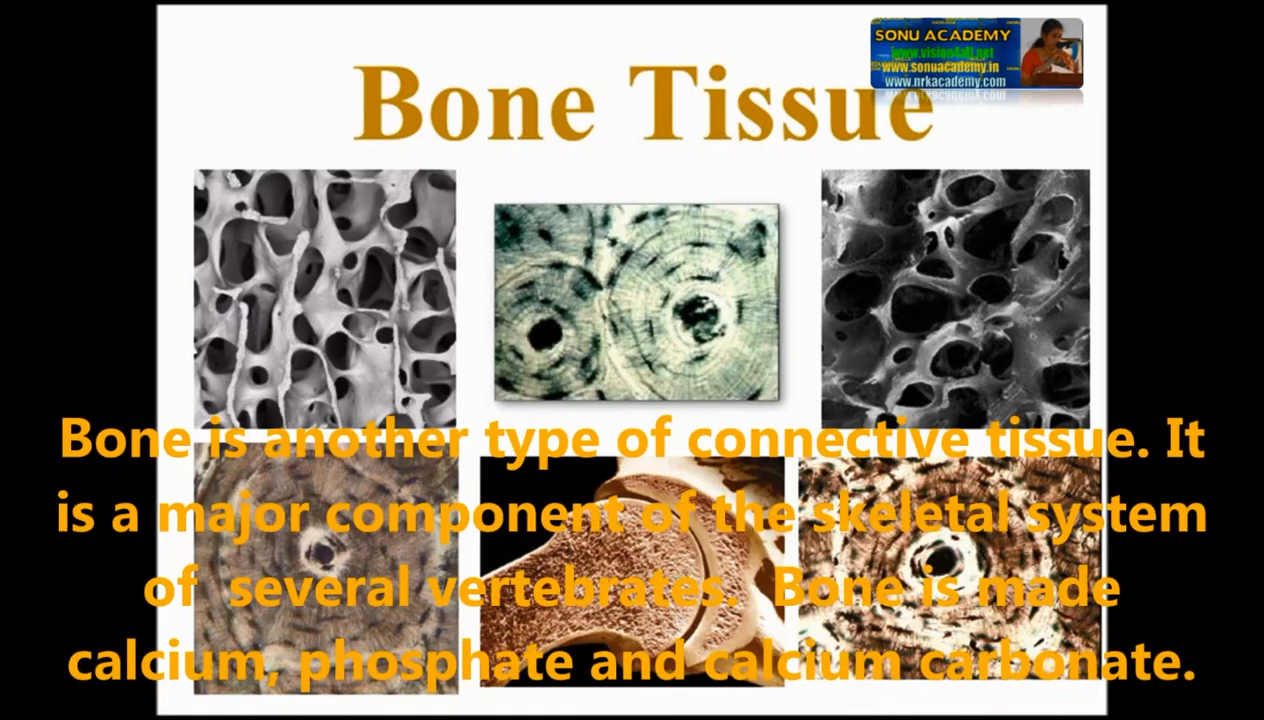 SONU ACADEMY
www.vision4all.net
www.sonuacademy.in
www.nrkacademy.com
Bone Tissue
Bone is another type of connective tissue. It
is a major component of the skeletal system
of several vertebrates. Bone is made
calcium, phosphate and calcium carbonate.